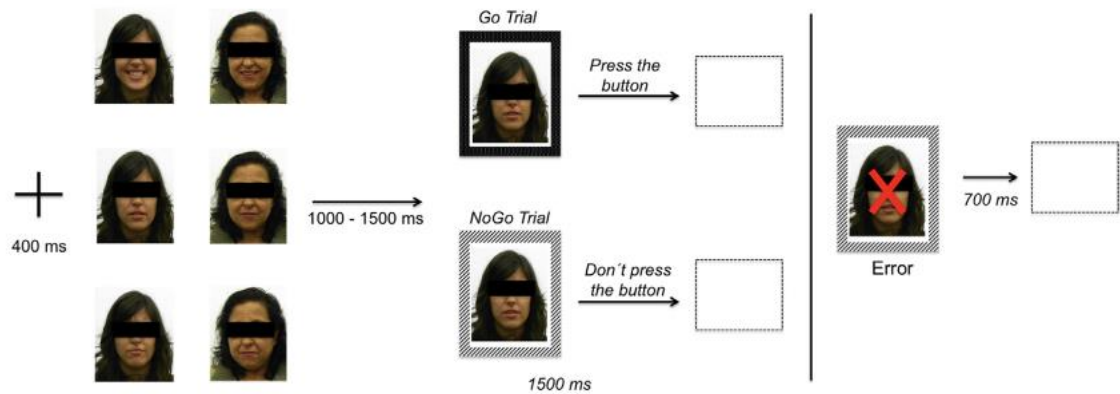 400 ms
1000 - 1500 ms
Go Trial
Press the
button
NoGo Trial
Don´t press
the button
1500 ms
Error
700 ms